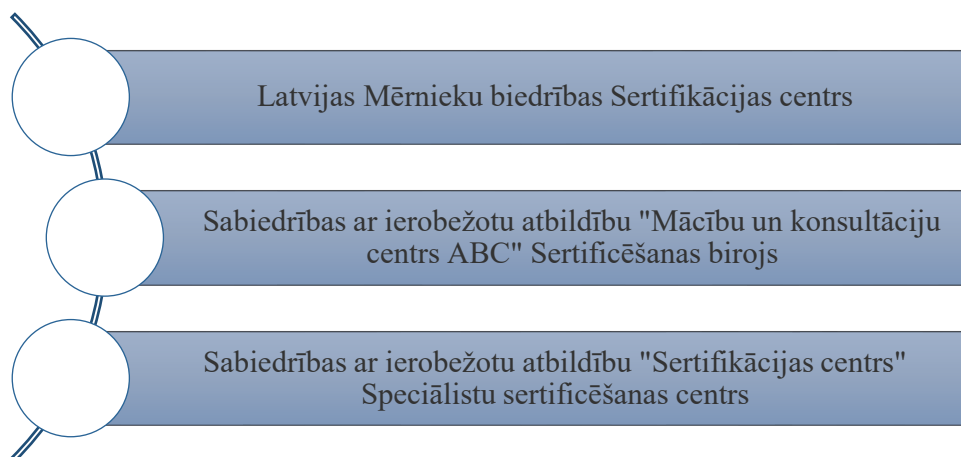 Latvijas Mērnieku biedrības Sertifikācijas centrs
Sabiedrības ar ierobežotu atbildību "Mācību un konsultāciju
centrs ABC" Sertificēšanas birojs
Sabiedrības ar ierobežotu atbildību "Sertifikācijas centrs"
Speciālistu sertificēšanas centrs